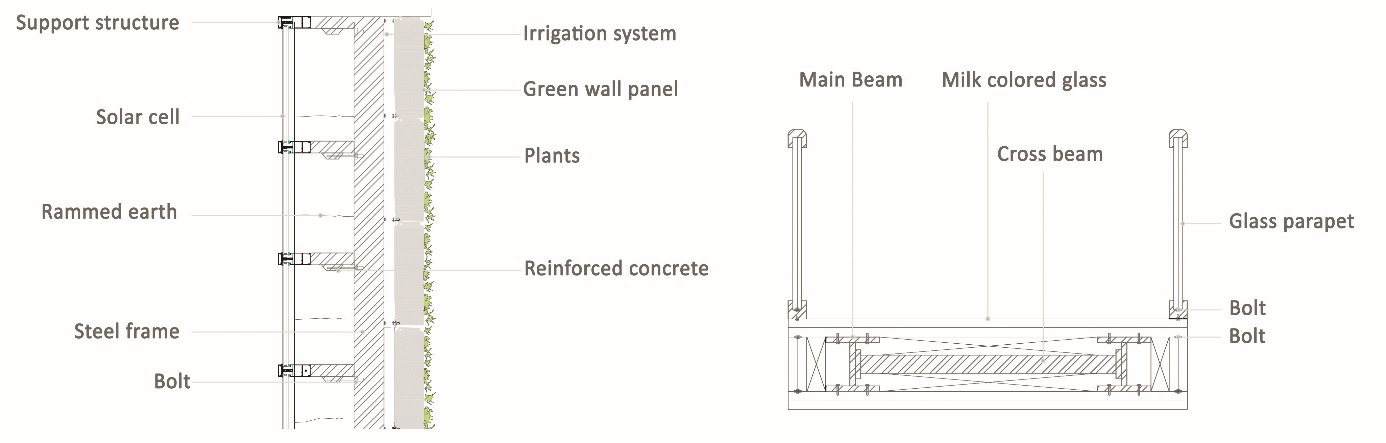 Support structure
Solar cell
Rammed earth
Steel frame
Bolt
Irrigation system
Green wall panel
Plants
Reinforced concrete
Main Beam
Milk colored glass
Cross beam
Glass parapet
Bolt
Bolt